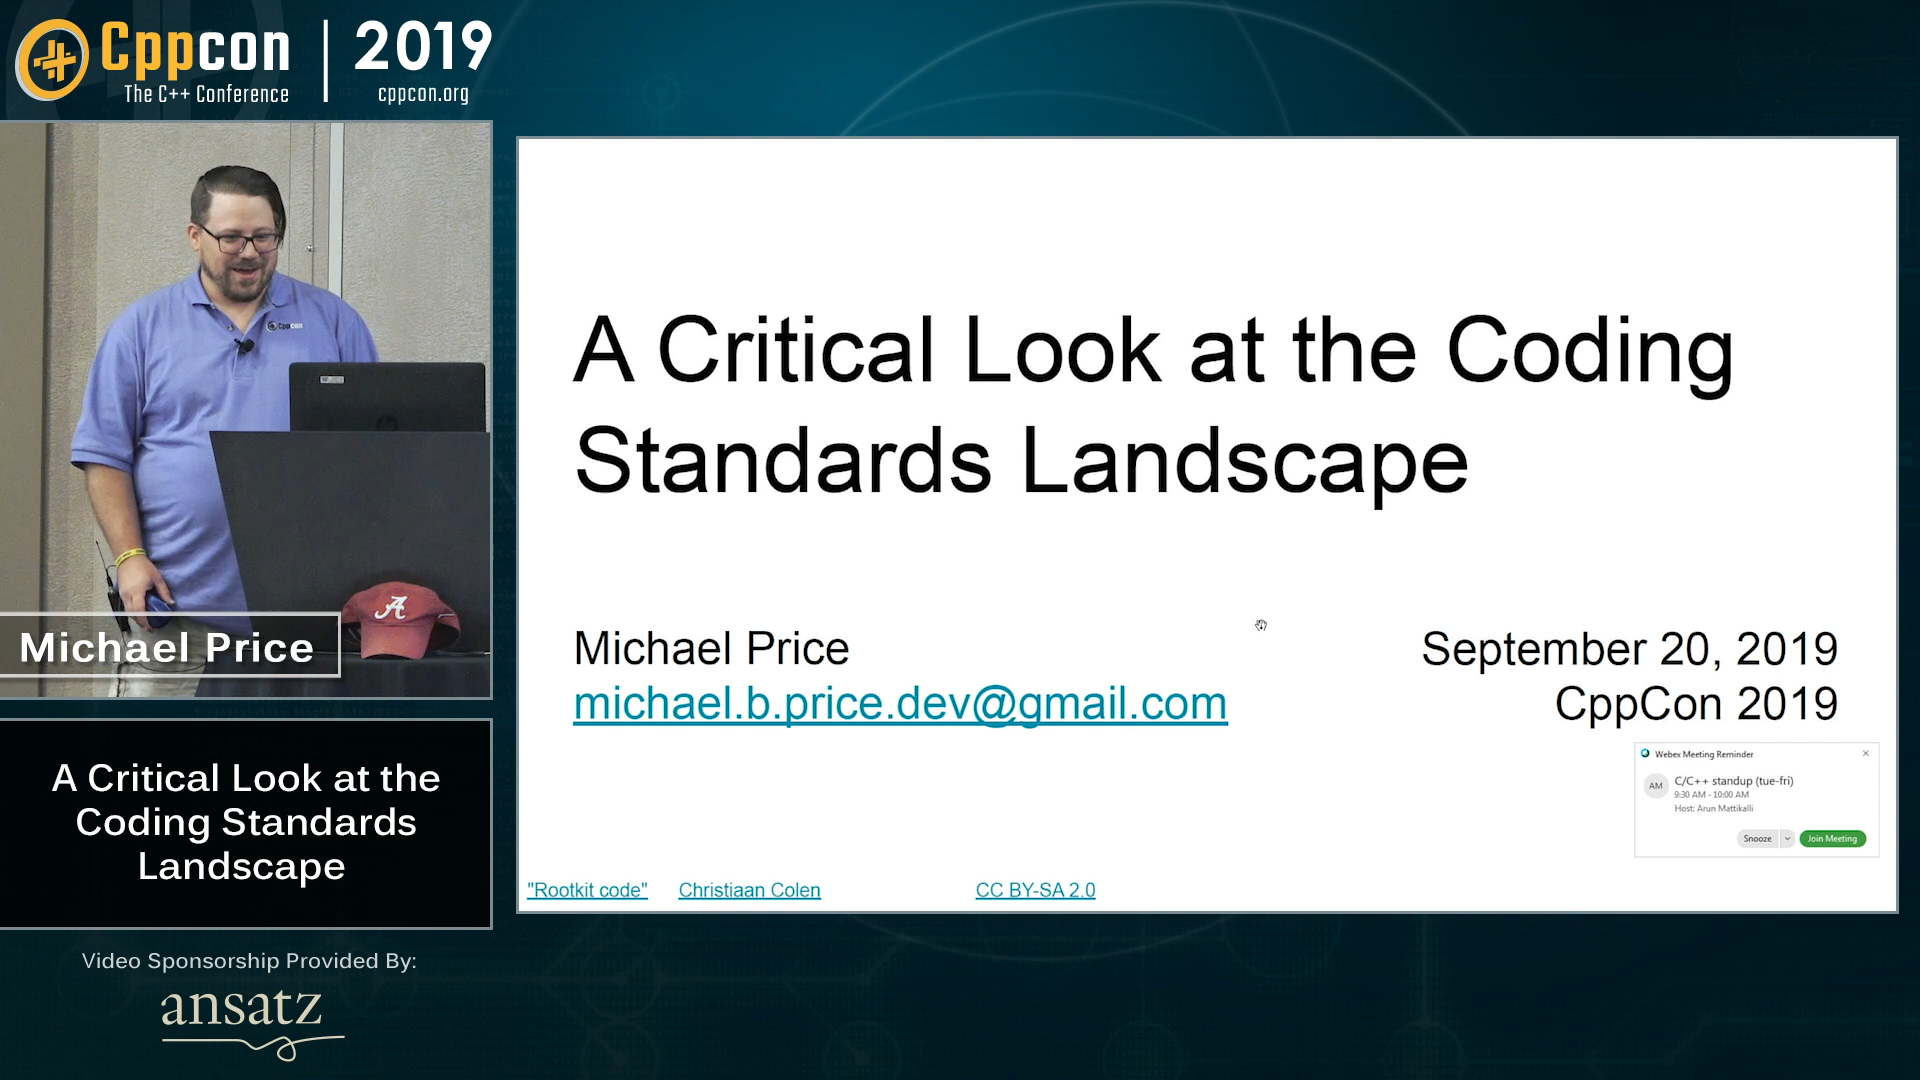 Cppcon
The C++ Conference
2019
cppcon.org
Cppcon
A
Michael Price
A Critical Look at the
Coding Standards
Landscape
Video Sponsorship Provided By:
ansatz
A Critical Look at the Coding
Standards Landscape
Michael Price
michael.b.price.dev@gmail.com
September 20, 2019
CppCon 2019
Webex Meeting Reminder
AM
C/C++ standup (tue-fri)
9:30 AM - 10:00 AM
Host: Arun Mattikalli
Snooze
Join Meeting
"Rootkit code" Christiaan Colen CC BY-SA 2.0